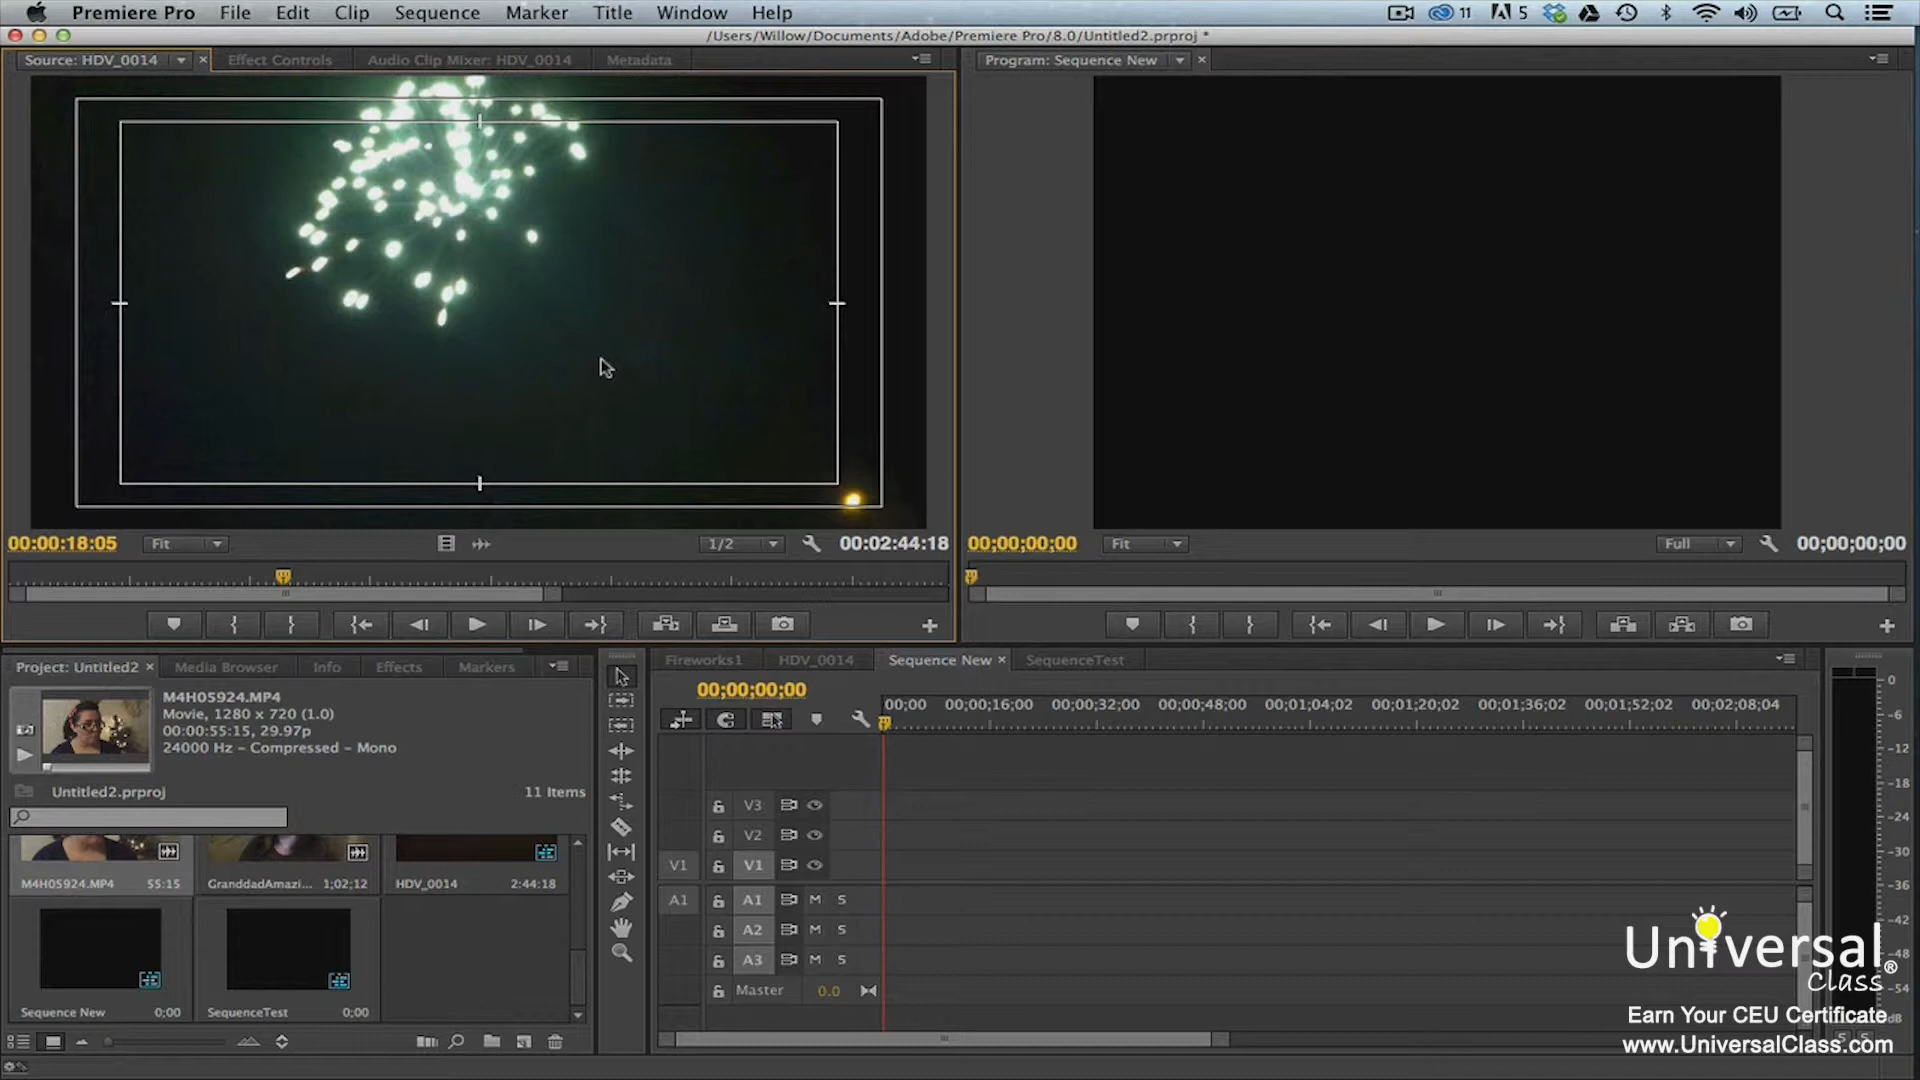 Premiere Pro File Edit Clip Sequence Marker Title Window Help 11 5
/Users/Willow/Documents/Adobe/Premiere Pro/8.0/Untitled2.prproj *
Source: HDV_0014 Effect Controls Audio Clip Mixer: HDV_0014 Metadata
Program: Sequence New
00:00:18:05 Fit 1/2 00:02:44:18
00;00;00;00 Fit Full 00;00;00;00
Project: Untitled2 Media Browser Info Effects Markers
M4H05924.MP4
Movie, 1280 x 720 (1.0)
00:00:55:15, 29.97p
24000 Hz - Compressed - Mono
Untitled2.prproj 11 Items
M4H05924.MP4 55:15
GranddadAmazi... 1;02;12
HDV_0014 2:44:18
Sequence New 0;00
SequenceTest 0;00
Fireworks1 HDV_0014 Sequence New SequenceTest
00;00;00;00
00;00 00;00;16;00 00;00;32;00 00;00;48;00 00;01;04;02 00;01;20;02 00;01;36;02 00;01;52;02 00;02;08;04
V3
V2
V1 V1
A1 A1 M S
A2 M S
A3 M S
Master 0.0
0
-6
-12
-18
-24
-30
-36
-48
-54
dB
S S
Universal®
Class
Earn Your CEU Certificate
www.UniversalClass.com